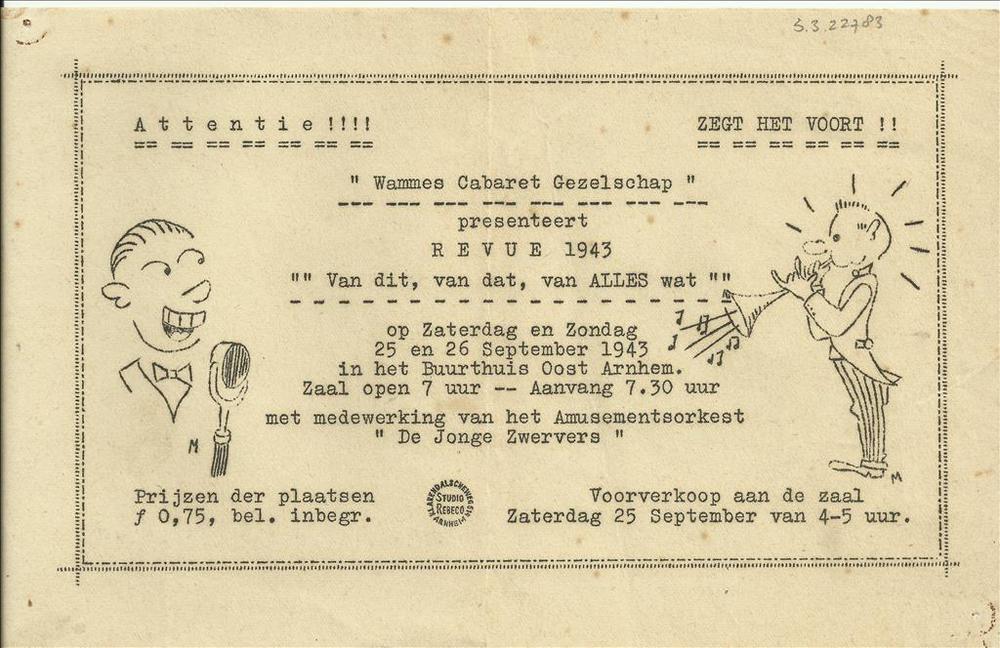 5.3.22783
A t t e n t i e !!!!
ZEGT HET VOORT !!
" Wammes Cabaret Gezelschap "
presenteert
R E V U E 1943
"" Van dit, van dat, van ALLES wat ""
op Zaterdag en Zondag
25 en 26 September 1943
in het Buurthuis Oost Arnhem.
Zaal open 7 uur -- Aanvang 7.30 uur
met medewerking van het Amusementsorkest
" De Jonge Zwervers "
M
M
Prijzen der plaatsen
ƒ 0,75, bel. inbegr.
STUDIO
REBECO
ARNHEM
Voorverkoop aan de zaal
Zaterdag 25 September van 4-5 uur.